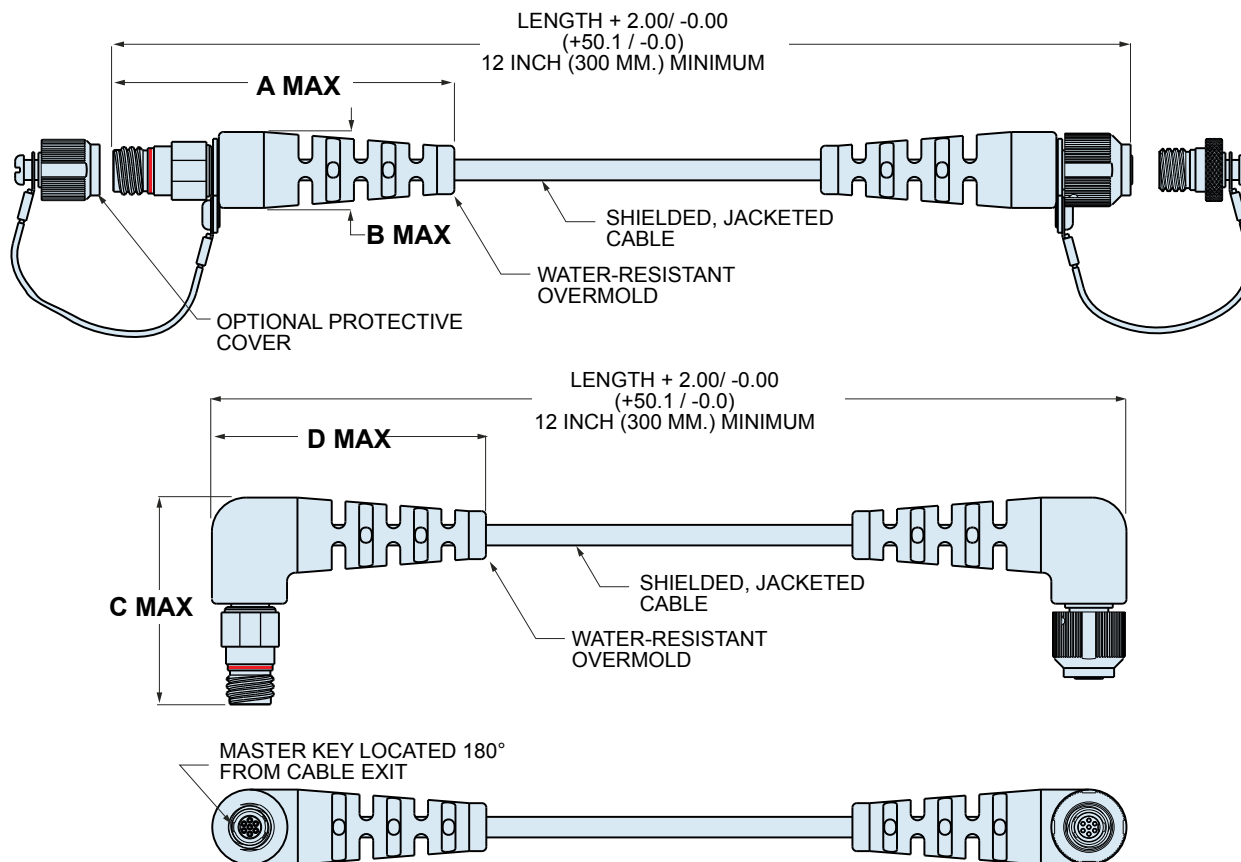 LENGTH + 2.00/ -0.00
(+50.1 / -0.0)
12 INCH (300 MM.) MINIMUM
A MAX
B MAX
SHIELDED, JACKETED
CABLE
WATER-RESISTANT
OVERMOLD
OPTIONAL PROTECTIVE
COVER
LENGTH + 2.00/ -0.00
(+50.1 / -0.0)
12 INCH (300 MM.) MINIMUM
D MAX
C MAX
SHIELDED, JACKETED
CABLE
WATER-RESISTANT
OVERMOLD
MASTER KEY LOCATED 180°
FROM CABLE EXIT